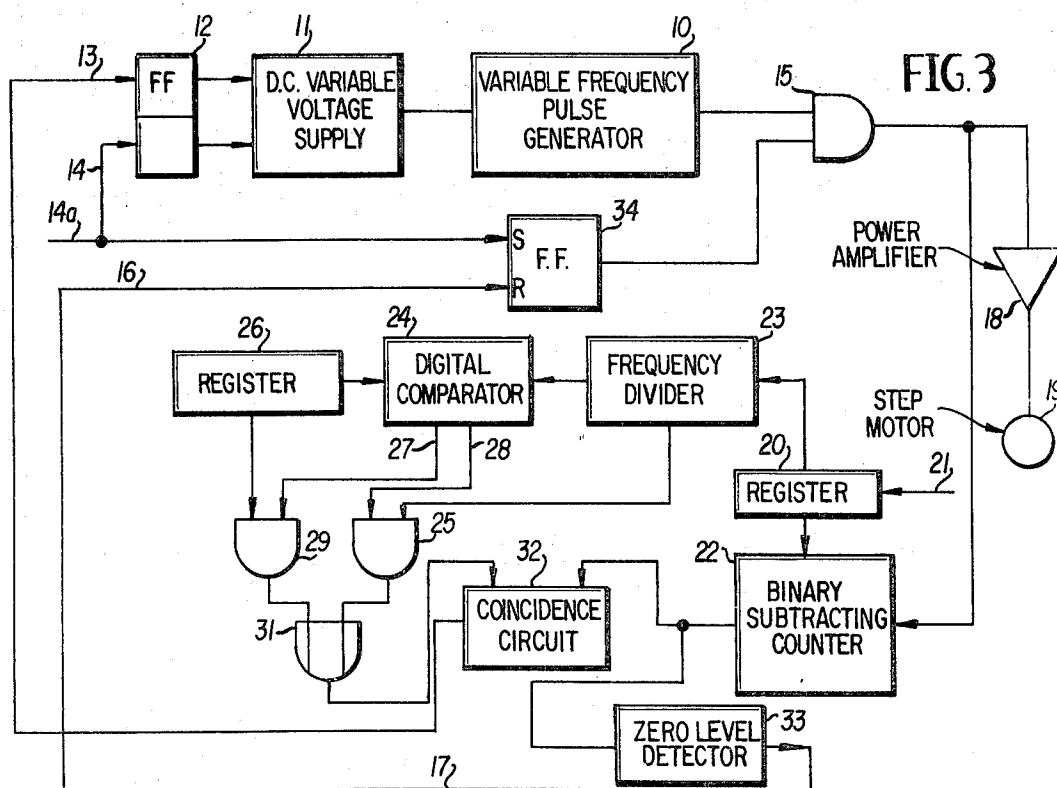 13
12
FF
14
14a
11
D.C. VARIABLE
VOLTAGE
SUPPLY
10
VARIABLE FREQUENCY
PULSE
GENERATOR
15
FIG. 3
34
S
F.F.
R
16
POWER
AMPLIFIER
18
26
REGISTER
24
DIGITAL
COMPARATOR
23
FREQUENCY
DIVIDER
19
STEP
MOTOR
27
28
20
REGISTER
21
29
25
22
BINARY
SUBTRACTING
COUNTER
32
COINCIDENCE
CIRCUIT
31
33
ZERO LEVEL
DETECTOR
17